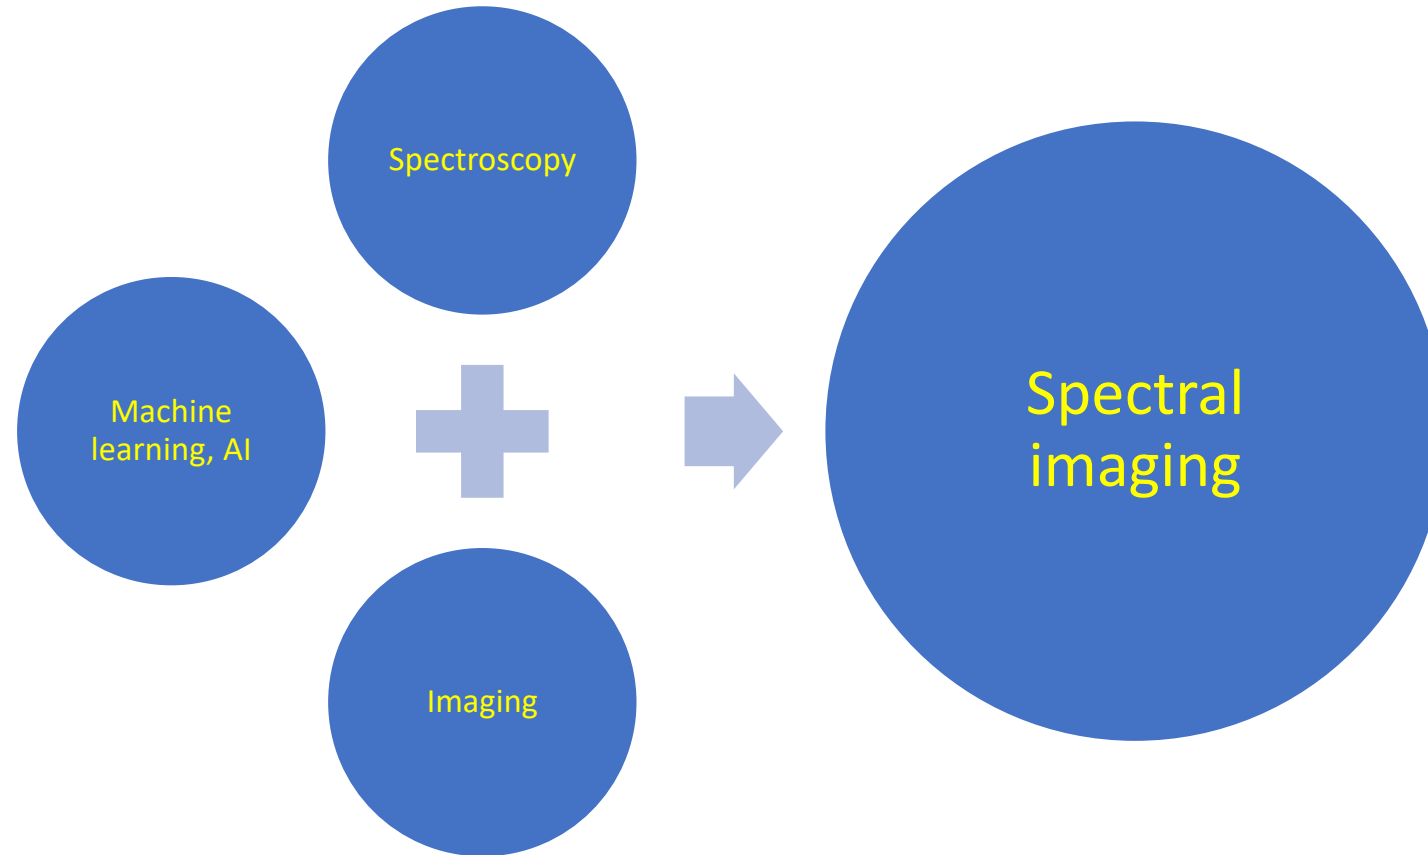 Spectroscopy
Machine
learning, AI
Imaging
Spectral
imaging